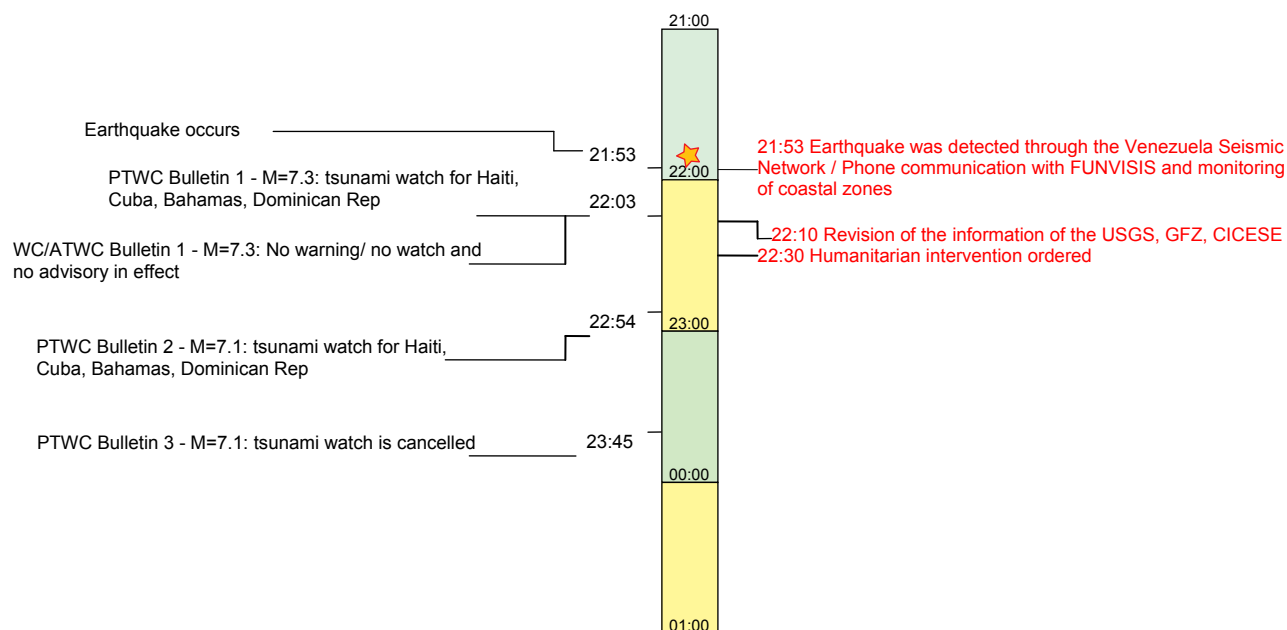 21:00
Earthquake occurs
21:53
PTWC Bulletin 1 - M=7.3: tsunami watch for Haiti,
Cuba, Bahamas, Dominican Rep
22:03
WC/ATWC Bulletin 1 - M=7.3: No warning/ no watch and
no advisory in effect
22:54
PTWC Bulletin 2 - M=7.1: tsunami watch for Haiti,
Cuba, Bahamas, Dominican Rep
PTWC Bulletin 3 - M=7.1: tsunami watch is cancelled
23:45
22:00
23:00
00:00
01:00
21:53 Earthquake was detected through the Venezuela Seismic
Network / Phone communication with FUNVISIS and monitoring
of coastal zones
22:10 Revision of the information of the USGS, GFZ, CICESE
22:30 Humanitarian intervention ordered